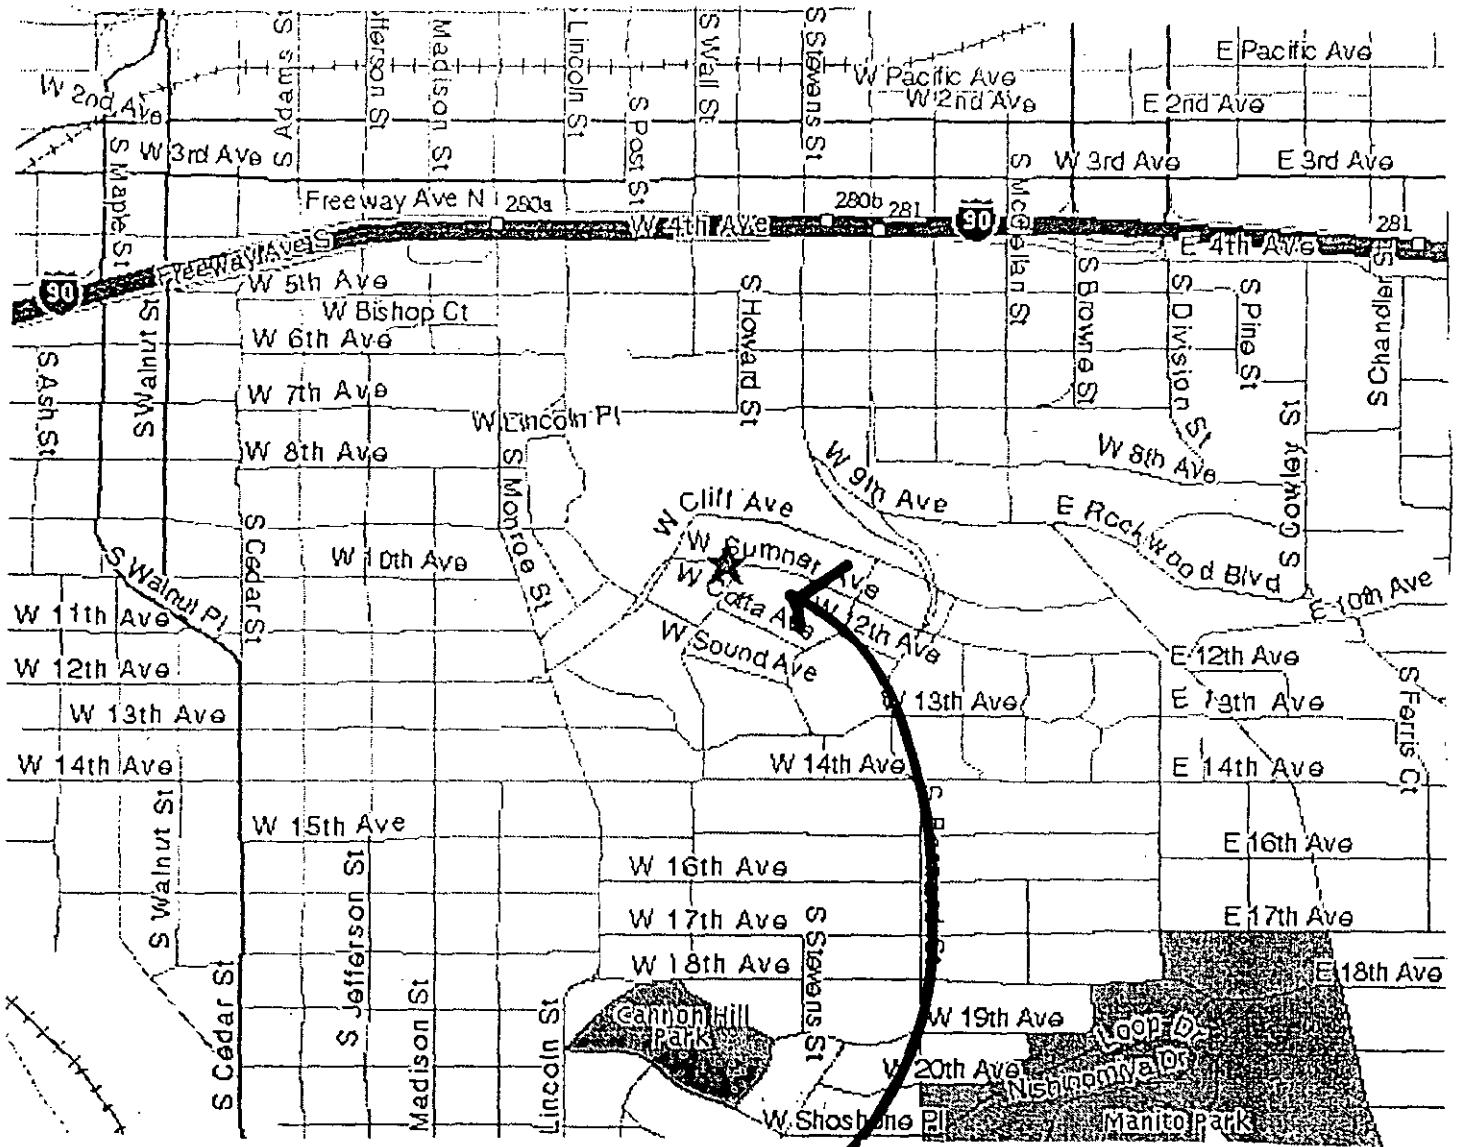 S Adams St
Jefferson St
Madison St
Lincoln St
S Wall St
S Stevens St
E Pacific Ave
W Pacific Ave
W 2nd Ave
W 2nd Ave
E 2nd Ave
S Post St
S Maple St
W 3rd Ave
W 3rd Ave
E 3rd Ave
S McClellan St
Freeway Ave N
280a
280b
281
90
281
W 4th Ave
E 4th Ave
Freeway Ave S
90
W 5th Ave
W Bishop Ct
S Howard St
S Browne St
S Division St
S Pine St
S Chandler St
S Walnut St
W 6th Ave
S Ash St
W 7th Ave
W Lincoln Pl
S Cowley St
W 8th Ave
W 8th Ave
S Monroe St
W 9th Ave
W Cliff Ave
E Rockwood Blvd
S Cedar St
W 10th Ave
W Sumner Ave
S Walnut Pl
W Cotta Ave
E 10th Ave
W 11th Ave
W 12th Ave
W Sound Ave
W 12th Ave
E 12th Ave
W 13th Ave
W 13th Ave
E 13th Ave
S Ferris Ct
W 14th Ave
W 14th Ave
E 14th Ave
S Walnut St
W 15th Ave
E 16th Ave
W 16th Ave
S Jefferson St
W 17th Ave
E 17th Ave
S Stevens St
W 18th Ave
E 18th Ave
S Cedar St
Madison St
Lincoln St
Cannon Hill
Park
W 19th Ave
Loop Dr
W 20th Ave
Nishinomiya Dr
W Shoshone Pl
Manito Park